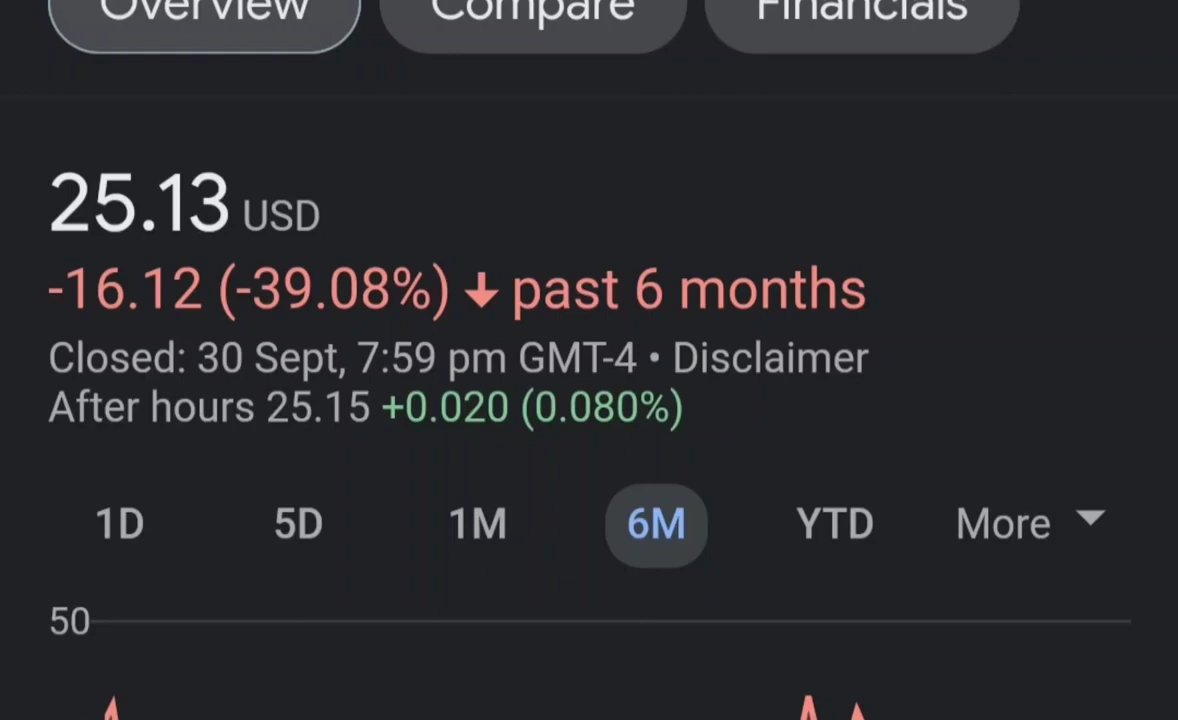 Overview Compare Financials
25.13 USD
-16.12 (-39.08%) ↓ past 6 months
Closed: 30 Sept, 7:59 pm GMT-4 • Disclaimer
After hours 25.15 +0.020 (0.080%)
1D 5D 1M 6M YTD More
50